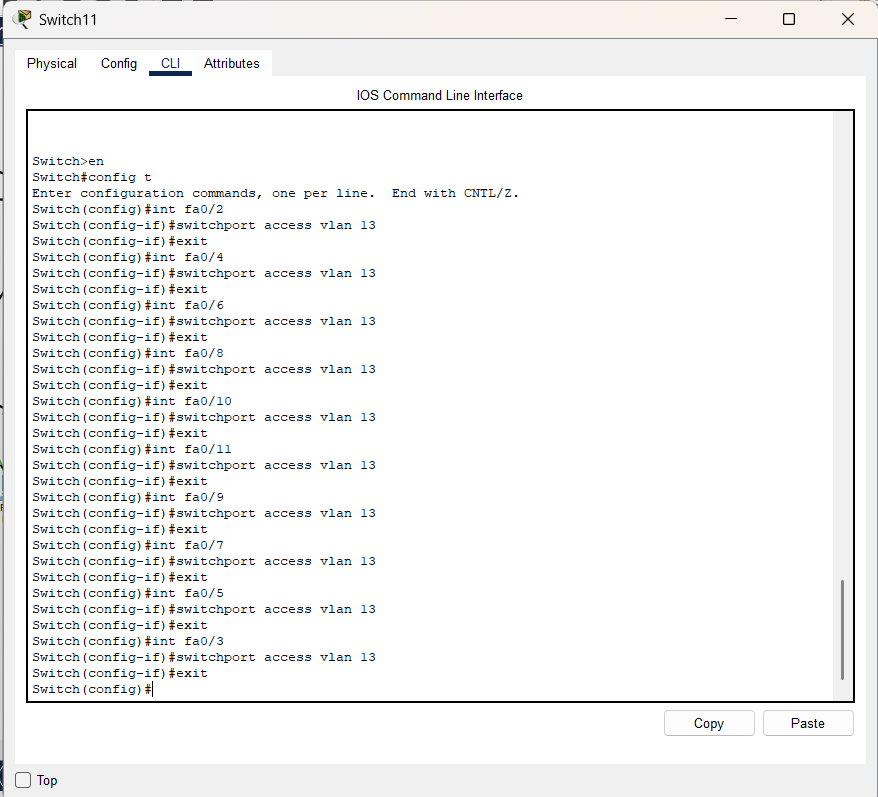 Switch11
Physical Config CLI Attributes
IOS Command Line Interface
Switch>en
Switch#config t
Enter configuration commands, one per line.  End with CNTL/Z.
Switch(config)#int fa0/2
Switch(config-if)#switchport access vlan 13
Switch(config-if)#exit
Switch(config)#int fa0/4
Switch(config-if)#switchport access vlan 13
Switch(config-if)#exit
Switch(config)#int fa0/6
Switch(config-if)#switchport access vlan 13
Switch(config-if)#exit
Switch(config)#int fa0/8
Switch(config-if)#switchport access vlan 13
Switch(config-if)#exit
Switch(config)#int fa0/10
Switch(config-if)#switchport access vlan 13
Switch(config-if)#exit
Switch(config)#int fa0/11
Switch(config-if)#switchport access vlan 13
Switch(config-if)#exit
Switch(config)#int fa0/9
Switch(config-if)#switchport access vlan 13
Switch(config-if)#exit
Switch(config)#int fa0/7
Switch(config-if)#switchport access vlan 13
Switch(config-if)#exit
Switch(config)#int fa0/5
Switch(config-if)#switchport access vlan 13
Switch(config-if)#exit
Switch(config)#int fa0/3
Switch(config-if)#switchport access vlan 13
Switch(config-if)#exit
Switch(config)#
Copy Paste
Top